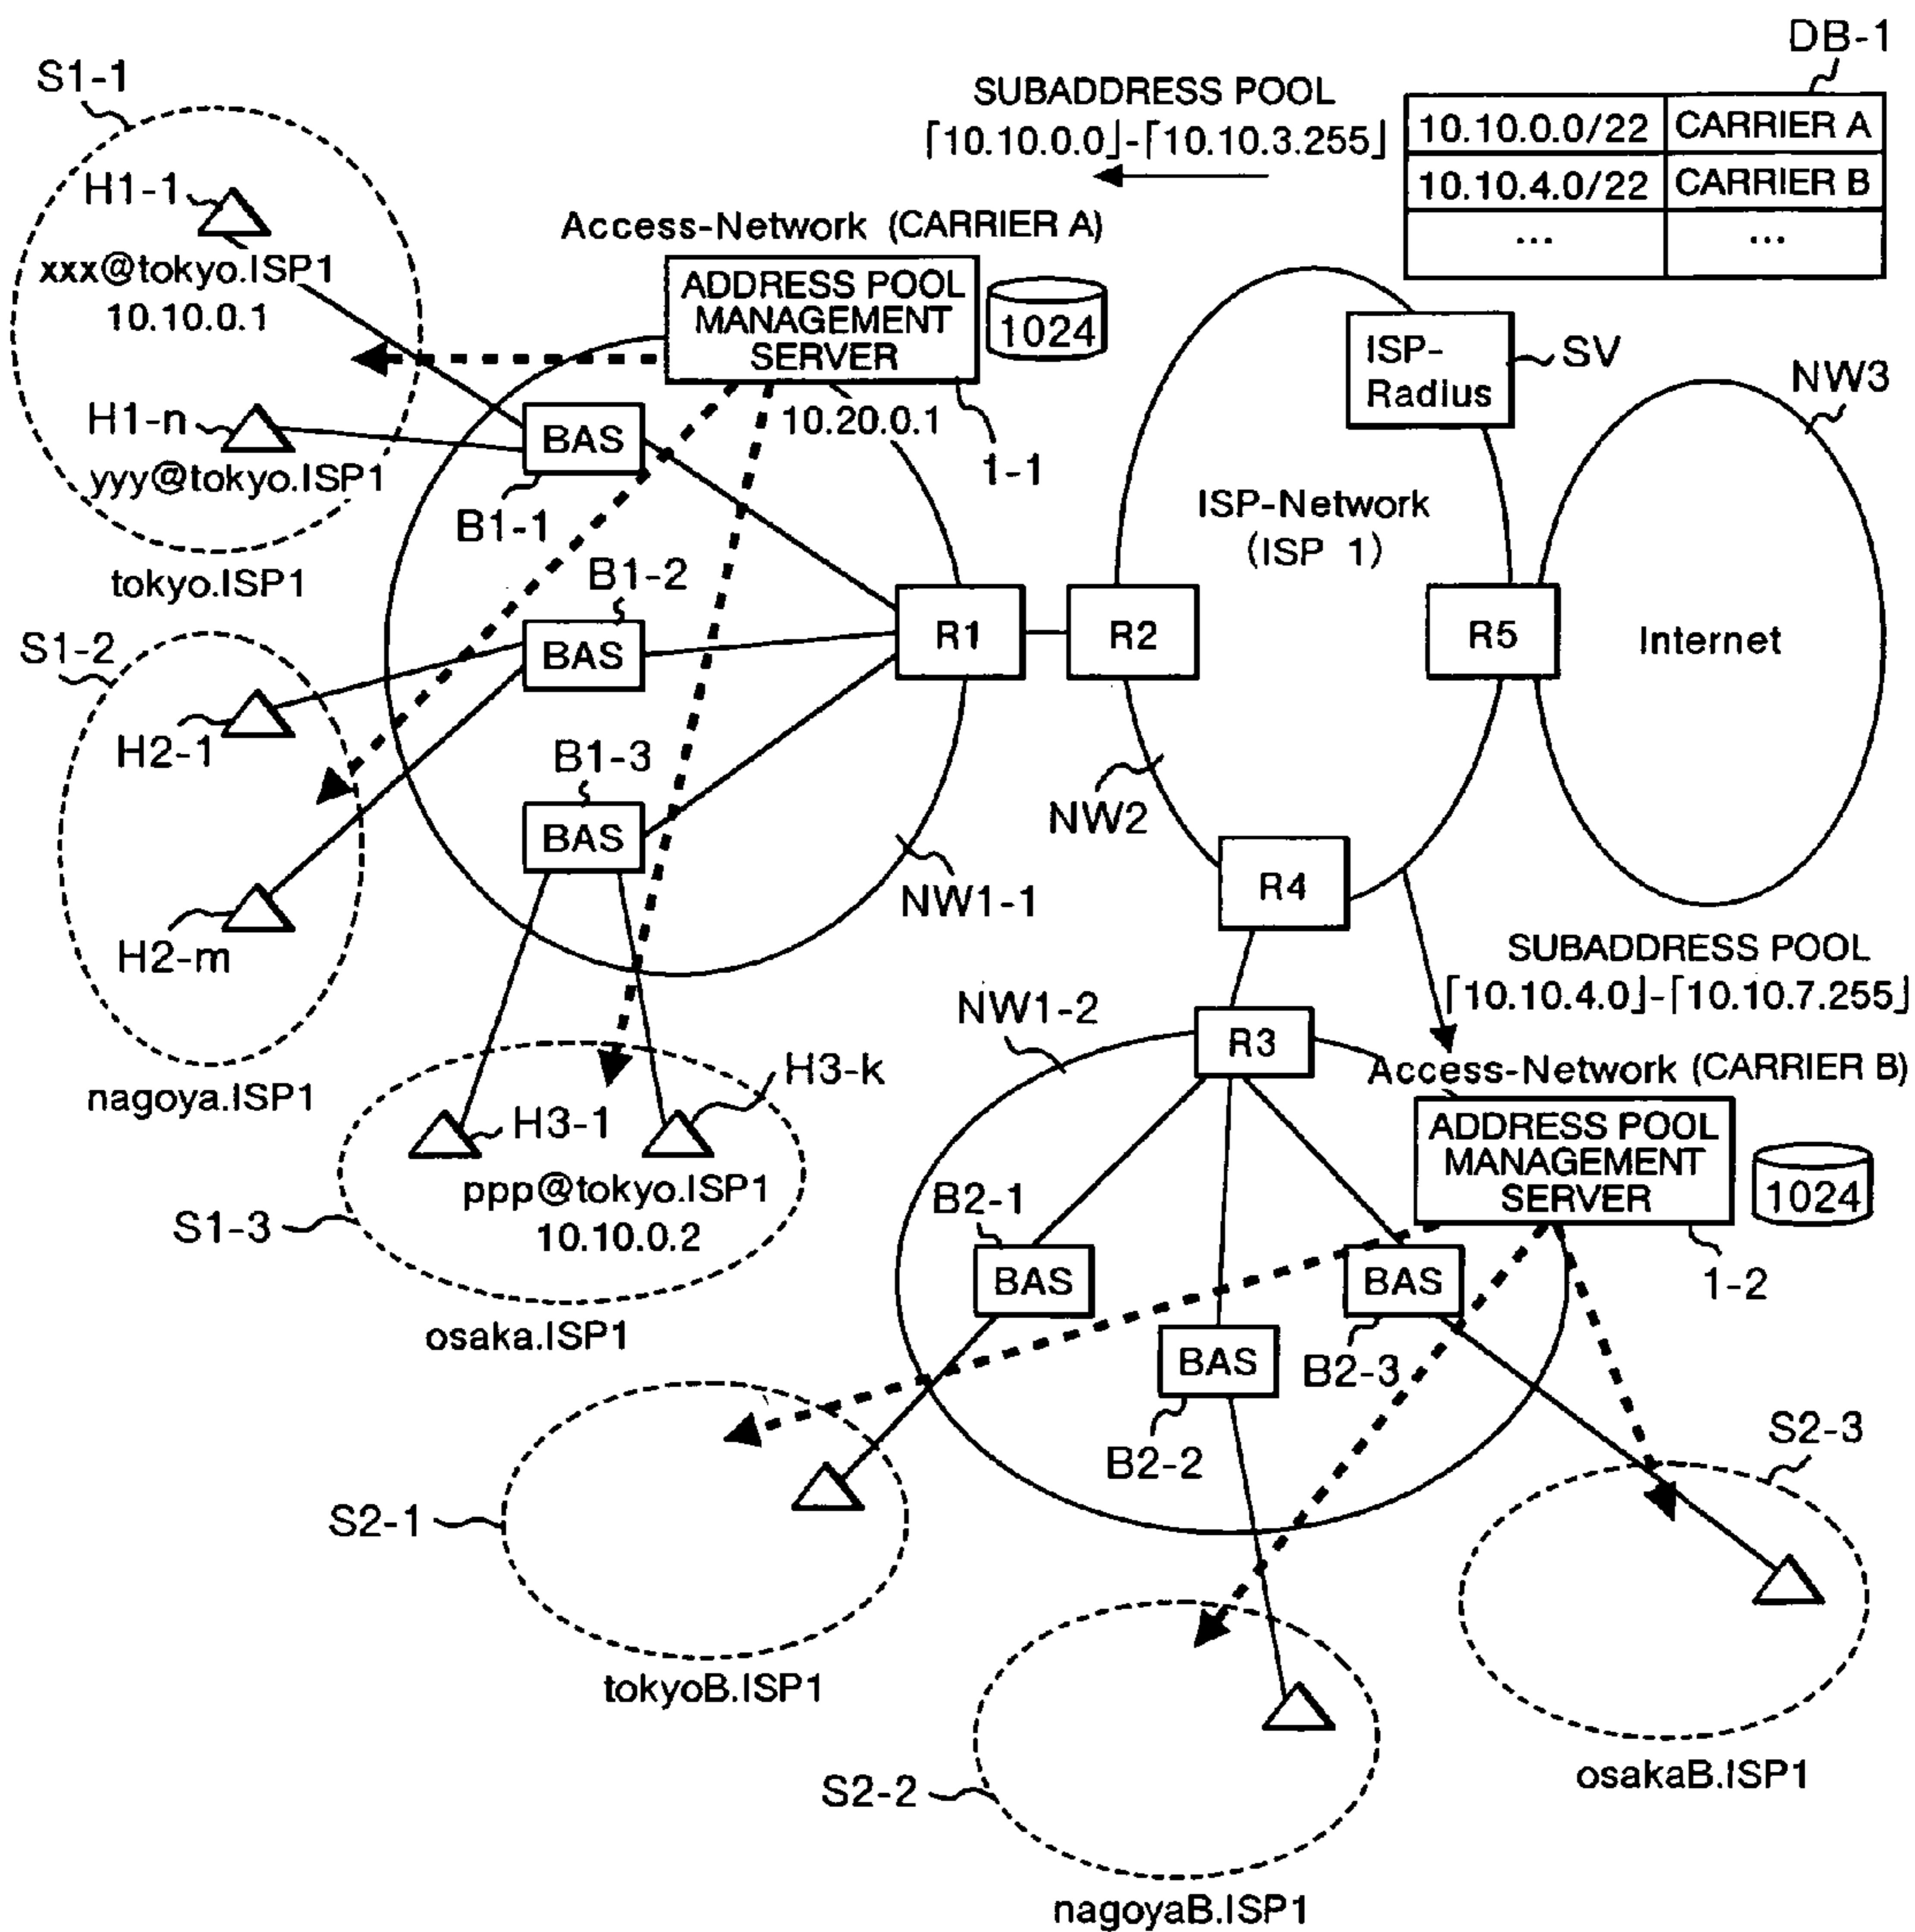 DB-1
S1-1
SUBADDRESS POOL
「10.10.0.0」-「10.10.3.255」
10.10.0.0/22 CARRIER A
10.10.4.0/22 CARRIER B
... ...
H1-1
xxx@tokyo.ISP1
10.10.0.1
Access-Network (CARRIER A)
ADDRESS POOL
MANAGEMENT
SERVER
1024
ISP-
Radius
SV
NW3
H1-n
yyy@tokyo.ISP1
BAS
10.20.0.1
1-1
B1-1
ISP-Network
(ISP 1)
tokyo.ISP1
B1-2
S1-2
BAS
R1
R2
R5
Internet
H2-1
B1-3
BAS
NW2
NW1-1
R4
H2-m
nagoya.ISP1
SUBADDRESS POOL
「10.10.4.0」-「10.10.7.255」
NW1-2
R3
H3-k
Access-Network (CARRIER B)
H3-1
ppp@tokyo.ISP1
10.10.0.2
S1-3
osaka.ISP1
ADDRESS POOL
MANAGEMENT
SERVER
1024
1-2
B2-1
BAS
BAS
BAS
B2-3
B2-2
S2-3
S2-1
tokyoB.ISP1
S2-2
osakaB.ISP1
nagoyaB.ISP1